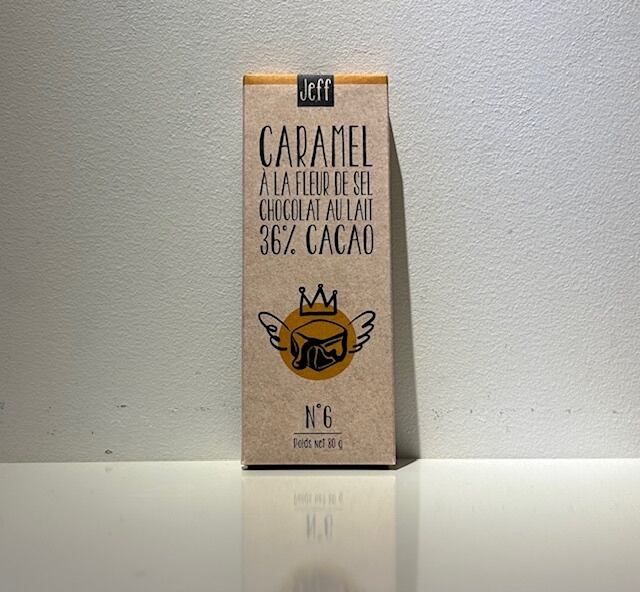 Jeff
CARAMEL
À LA FLEUR DE SEL
CHOCOLAT AU LAIT
36% CACAO
N°6
Poids net 80 g